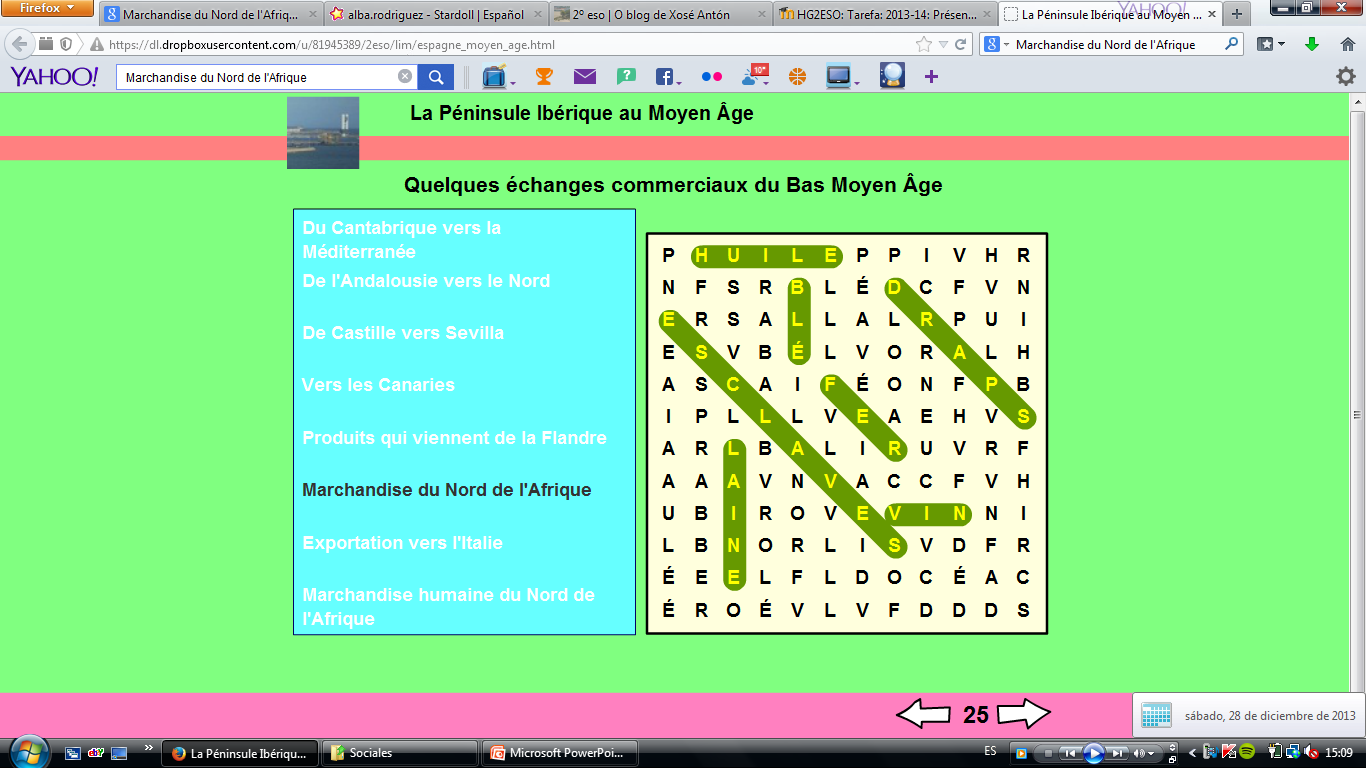 Firefox
Marchandise du Nord de l'Afriq...
alba.rodriguez - Stardoll | Español
2º eso | O blog de Xosé Antón
HG2ESO: Tarefa: 2013-14: Présen...
La Péninsule Ibérique au Moyen ...
YAHOO!
https://dl.dropboxusercontent.com/u/81945389/2eso/lim/espagne_moyen_age.html
Marchandise du Nord de l'Afrique
YAHOO!
Marchandise du Nord de l'Afrique
10°
La Péninsule Ibérique au Moyen Âge
Quelques échanges commerciaux du Bas Moyen Âge
Du Cantabrique vers la
Méditerranée
De l'Andalousie vers le Nord
De Castille vers Sevilla
Vers les Canaries
Produits qui viennent de la Flandre
Marchandise du Nord de l'Afrique
Exportation vers l'Italie
Marchandise humaine du Nord de
l'Afrique
P H U I L E P P I V H R
N F S R B L É D C F V N
E R S A L L A L R P U I
E S V B É L V O R A L H
A S C A I F É O N F P B
I P L L L V E A E H V S
A R L B A L I R U V R F
A A A V N V A C C F V H
U B I R O V E V I N N I
L B N O R L I S V D F R
É E E L F L D O C É A C
É R O É V L V F D D D S
25
sábado, 28 de diciembre de 2013
La Péninsule Ibériqu...
Sociales
Microsoft PowerPoi...
ES
15:09